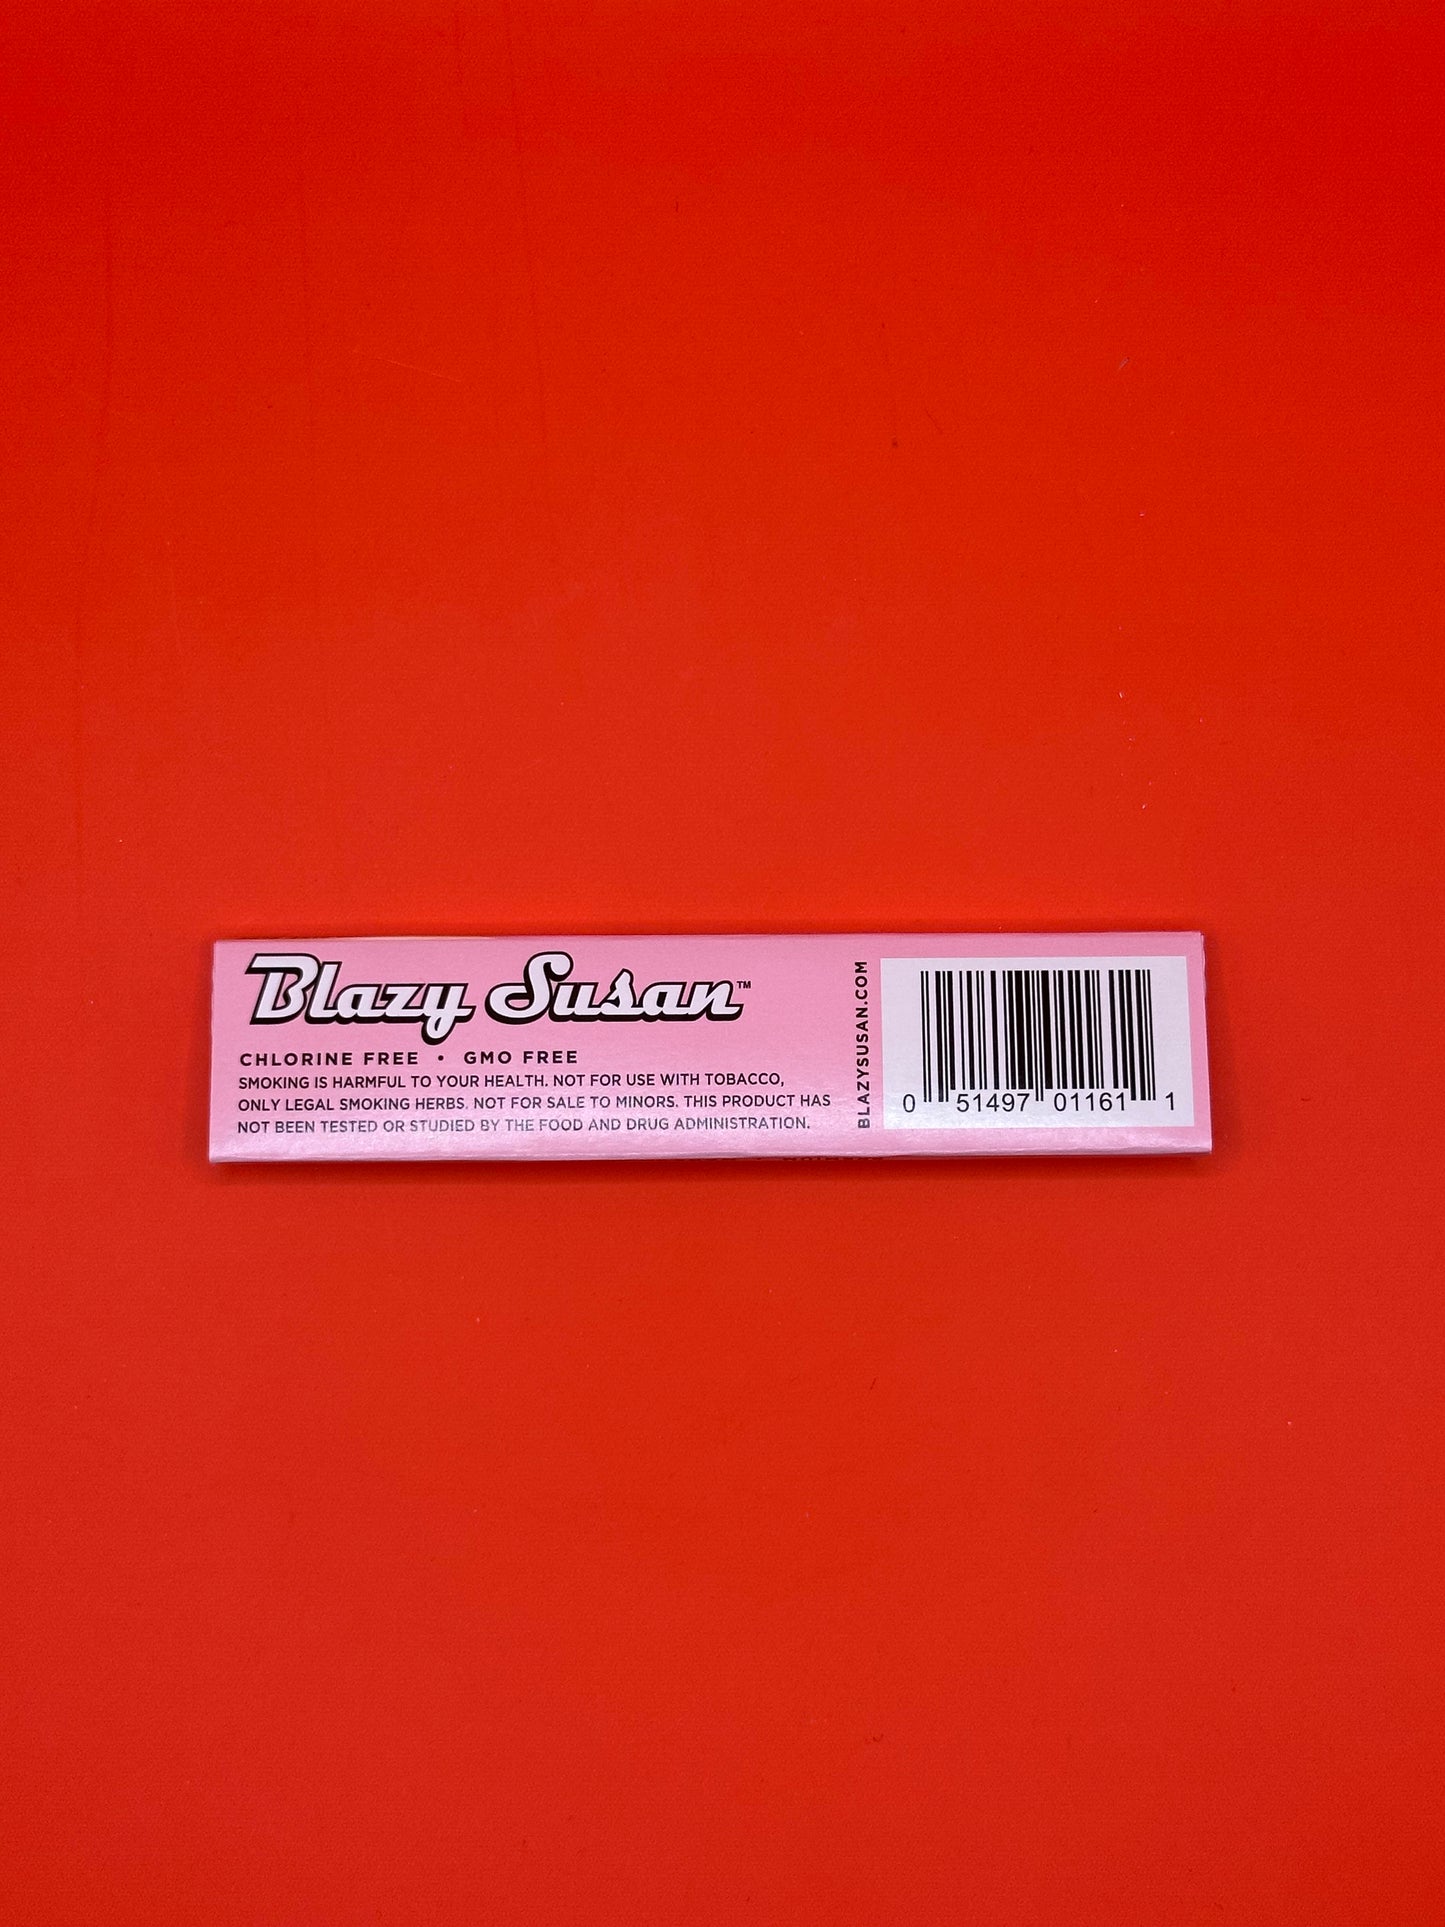 Blazy Susan™
CHLORINE FREE • GMO FREE
SMOKING IS HARMFUL TO YOUR HEALTH. NOT FOR USE WITH TOBACCO,
ONLY LEGAL SMOKING HERBS. NOT FOR SALE TO MINORS. THIS PRODUCT HAS
NOT BEEN TESTED OR STUDIED BY THE FOOD AND DRUG ADMINISTRATION.
BLAZYSUSAN.COM
0 51497 01161 1